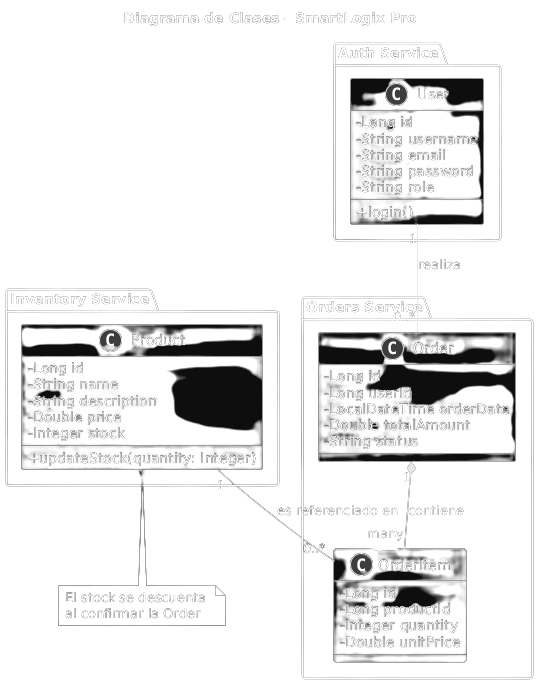 Diagrama de Clases - SmartLogix Pro
Auth Service
C User
-Long id
-String username
-String email
-String password
-String role
+login()
1
realiza
Inventory Service
C Product
-Long id
-String name
-String description
-Double price
-Integer stock
+updateStock(quantity: Integer)
1
Orders Service
C Order
-Long id
-Long userId
-LocalDateTime orderDate
-Double totalAmount
-String status
1
es referenciado en
contiene
many
0..*
C OrderItem
-Long id
-Long productId
-Integer quantity
-Double unitPrice
El stock se descuenta
al confirmar la Order